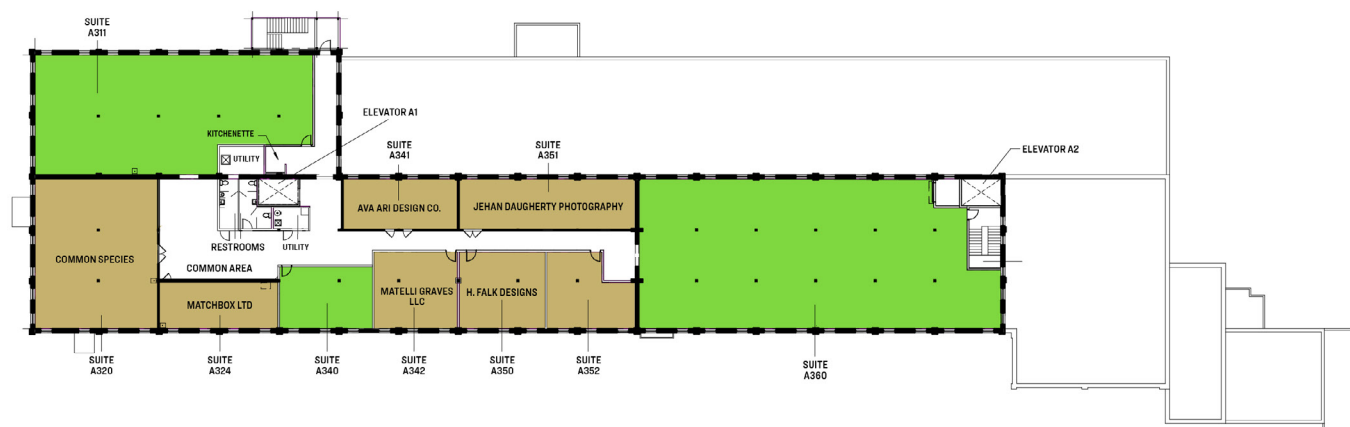 SUITE
A311
ELEVATOR A1
KITCHENETTE
UTILITY
SUITE
A341
SUITE
A351
ELEVATOR A2
AVA ARI DESIGN CO.
JEHAN DAUGHERTY PHOTOGRAPHY
RESTROOMS
UTILITY
COMMON SPECIES
COMMON AREA
MATCHBOX LTD
MATELLI GRAVES
LLC
H. FALK DESIGNS
SUITE
A320
SUITE
A324
SUITE
A340
SUITE
A342
SUITE
A350
SUITE
A352
SUITE
A360